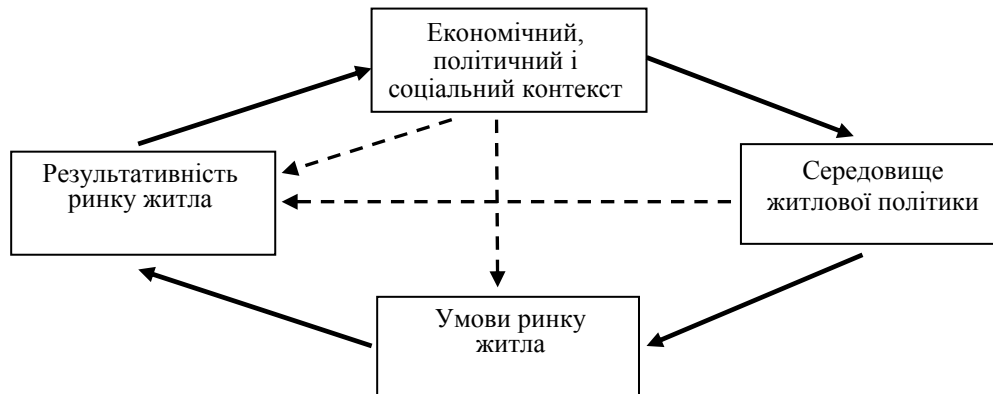 Економічний,
політичний і
соціальний контекст
Результативність
ринку житла
Середовище
житлової політики
Умови ринку
житла